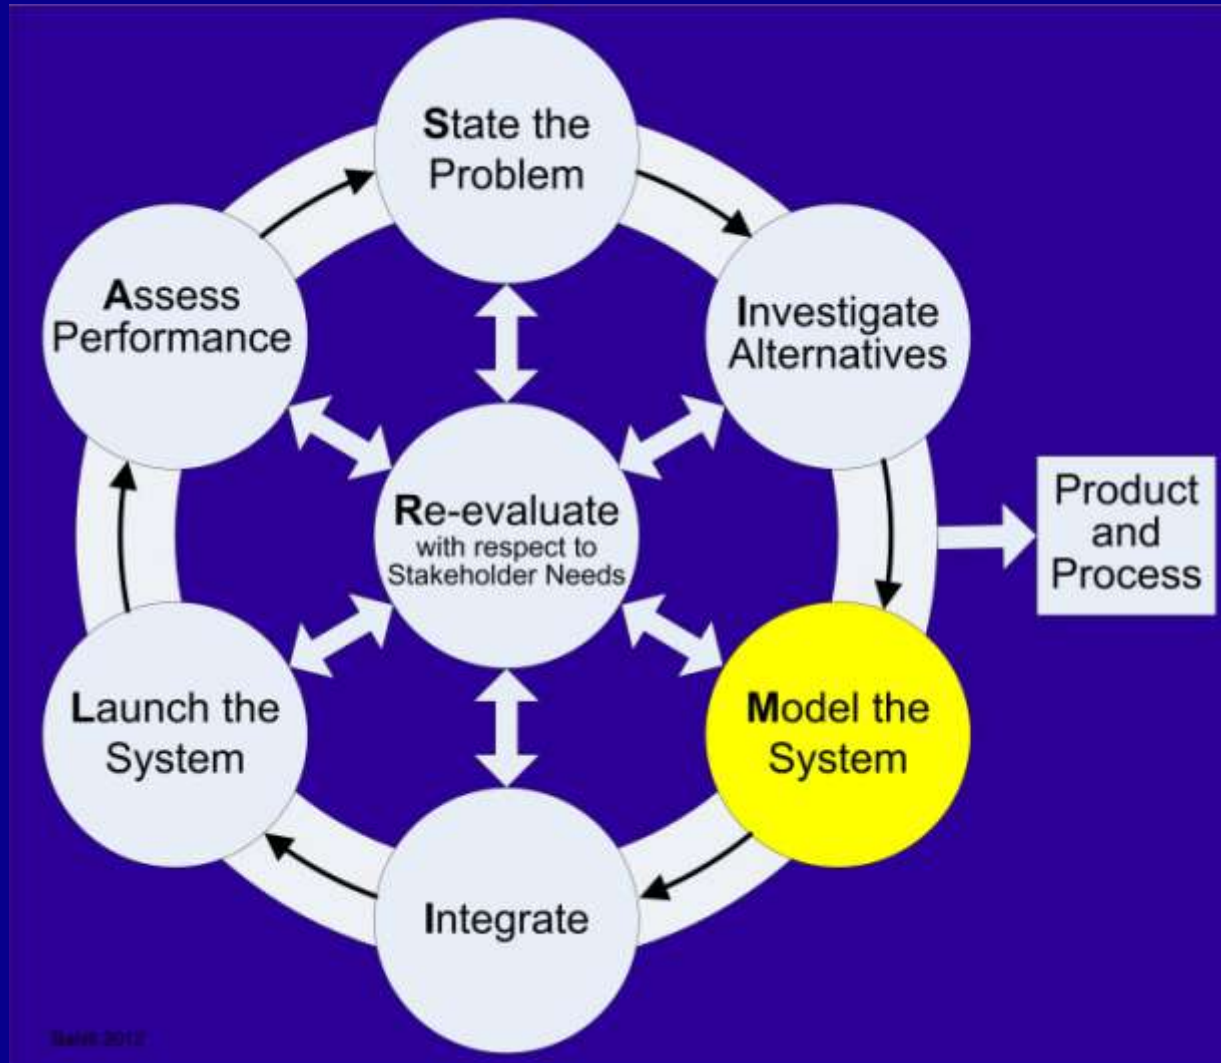 State the
Problem
Investigate
Alternatives
Model the
System
Integrate
Launch the
System
Assess
Performance
Re-evaluate
with respect to
Stakeholder Needs
Product
and
Process